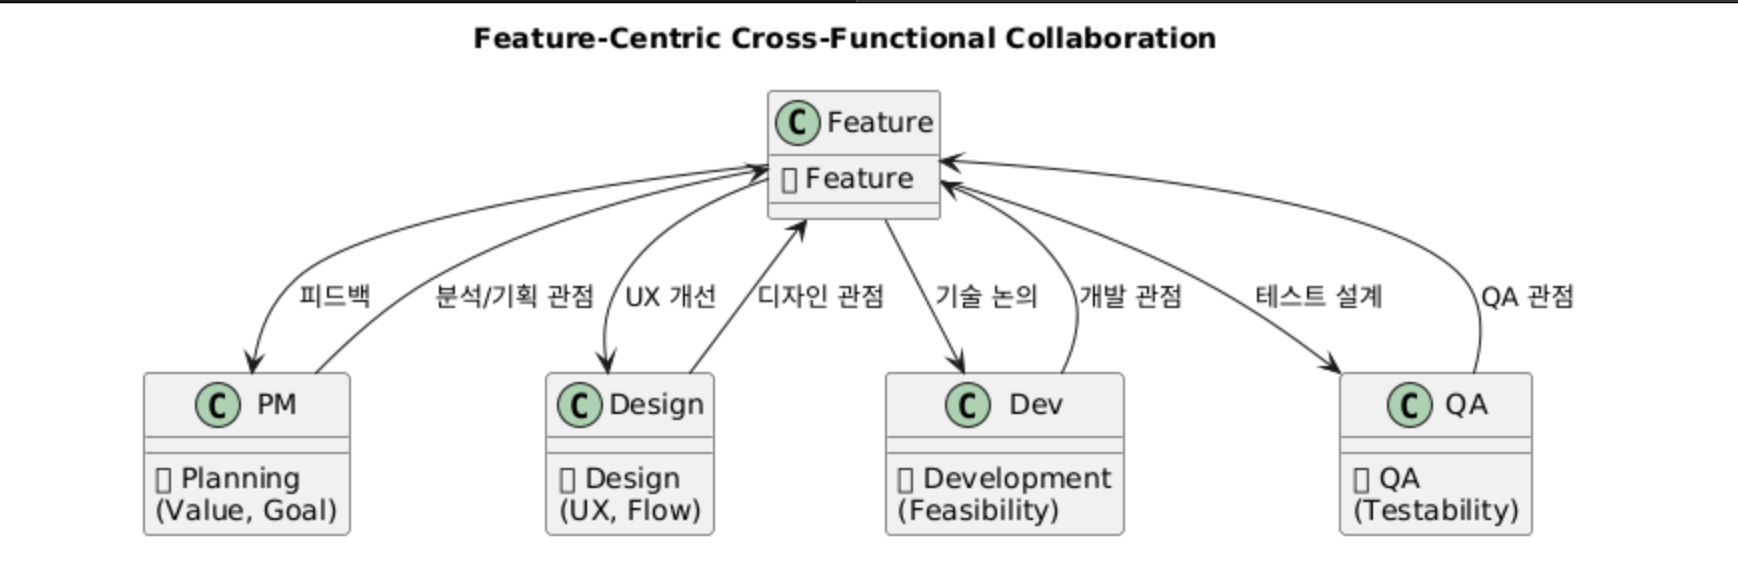 Feature-Centric Cross-Functional Collaboration
C Feature
Feature
피드백
분석/기획 관점
UX 개선
디자인 관점
기술 논의
개발 관점
테스트 설계
QA 관점
C PM
Planning
(Value, Goal)
C Design
Design
(UX, Flow)
C Dev
Development
(Feasibility)
C QA
QA
(Testability)